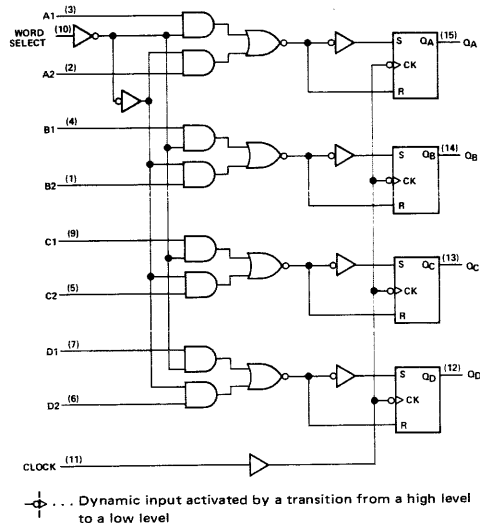 A1 (3)
WORD SELECT (10)
A2 (2)
S QA (15) QA
CK
R
B1 (4)
B2 (1)
S QB (14) QB
CK
R
C1 (9)
C2 (5)
S QC (13) QC
CK
R
D1 (7)
D2 (6)
S QD (12) QD
CK
R
CLOCK (11)
... Dynamic input activated by a transition from a high level
to a low level